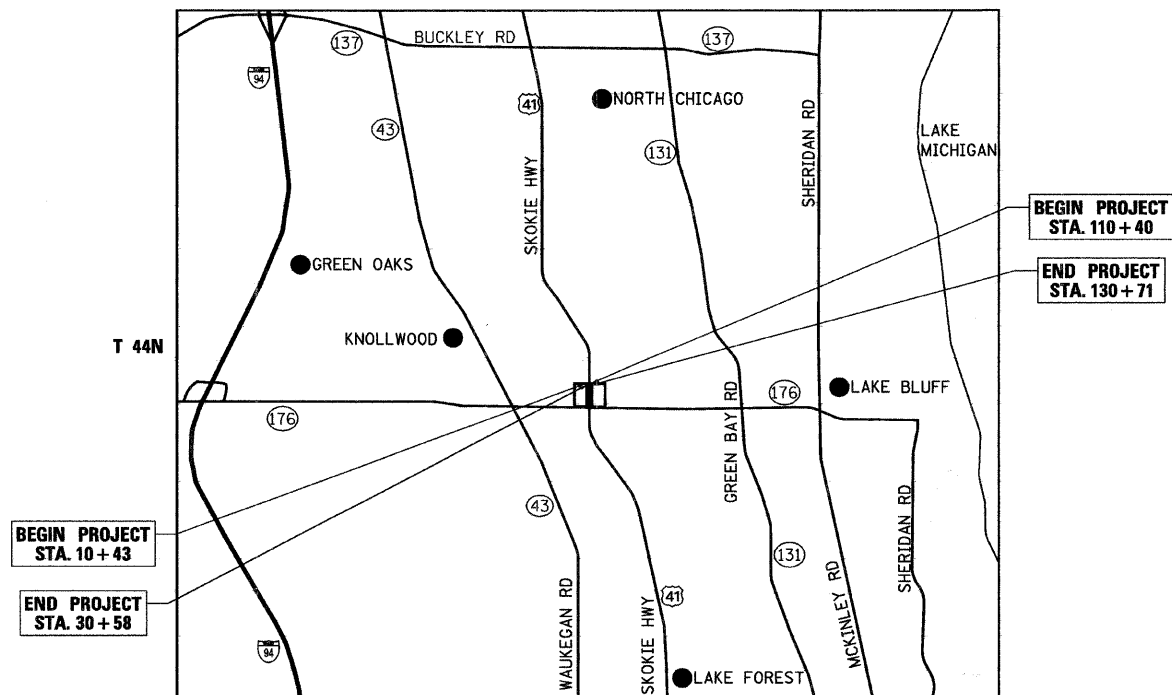 137
BUCKLEY RD
137
94
41
NORTH CHICAGO
43
131
SKOKIE HWY
SHERIDAN RD
LAKE
MICHIGAN
BEGIN PROJECT
STA. 110+40
END PROJECT
STA. 130+71
GREEN OAKS
KNOLLWOOD
T 44N
LAKE BLUFF
176
176
GREEN BAY RD
43
BEGIN PROJECT
STA. 10+43
END PROJECT
STA. 30+58
131
SHERIDAN RD
MCKINLEY RD
41
WAUKEGAN RD
SKOKIE HWY
94
LAKE FOREST